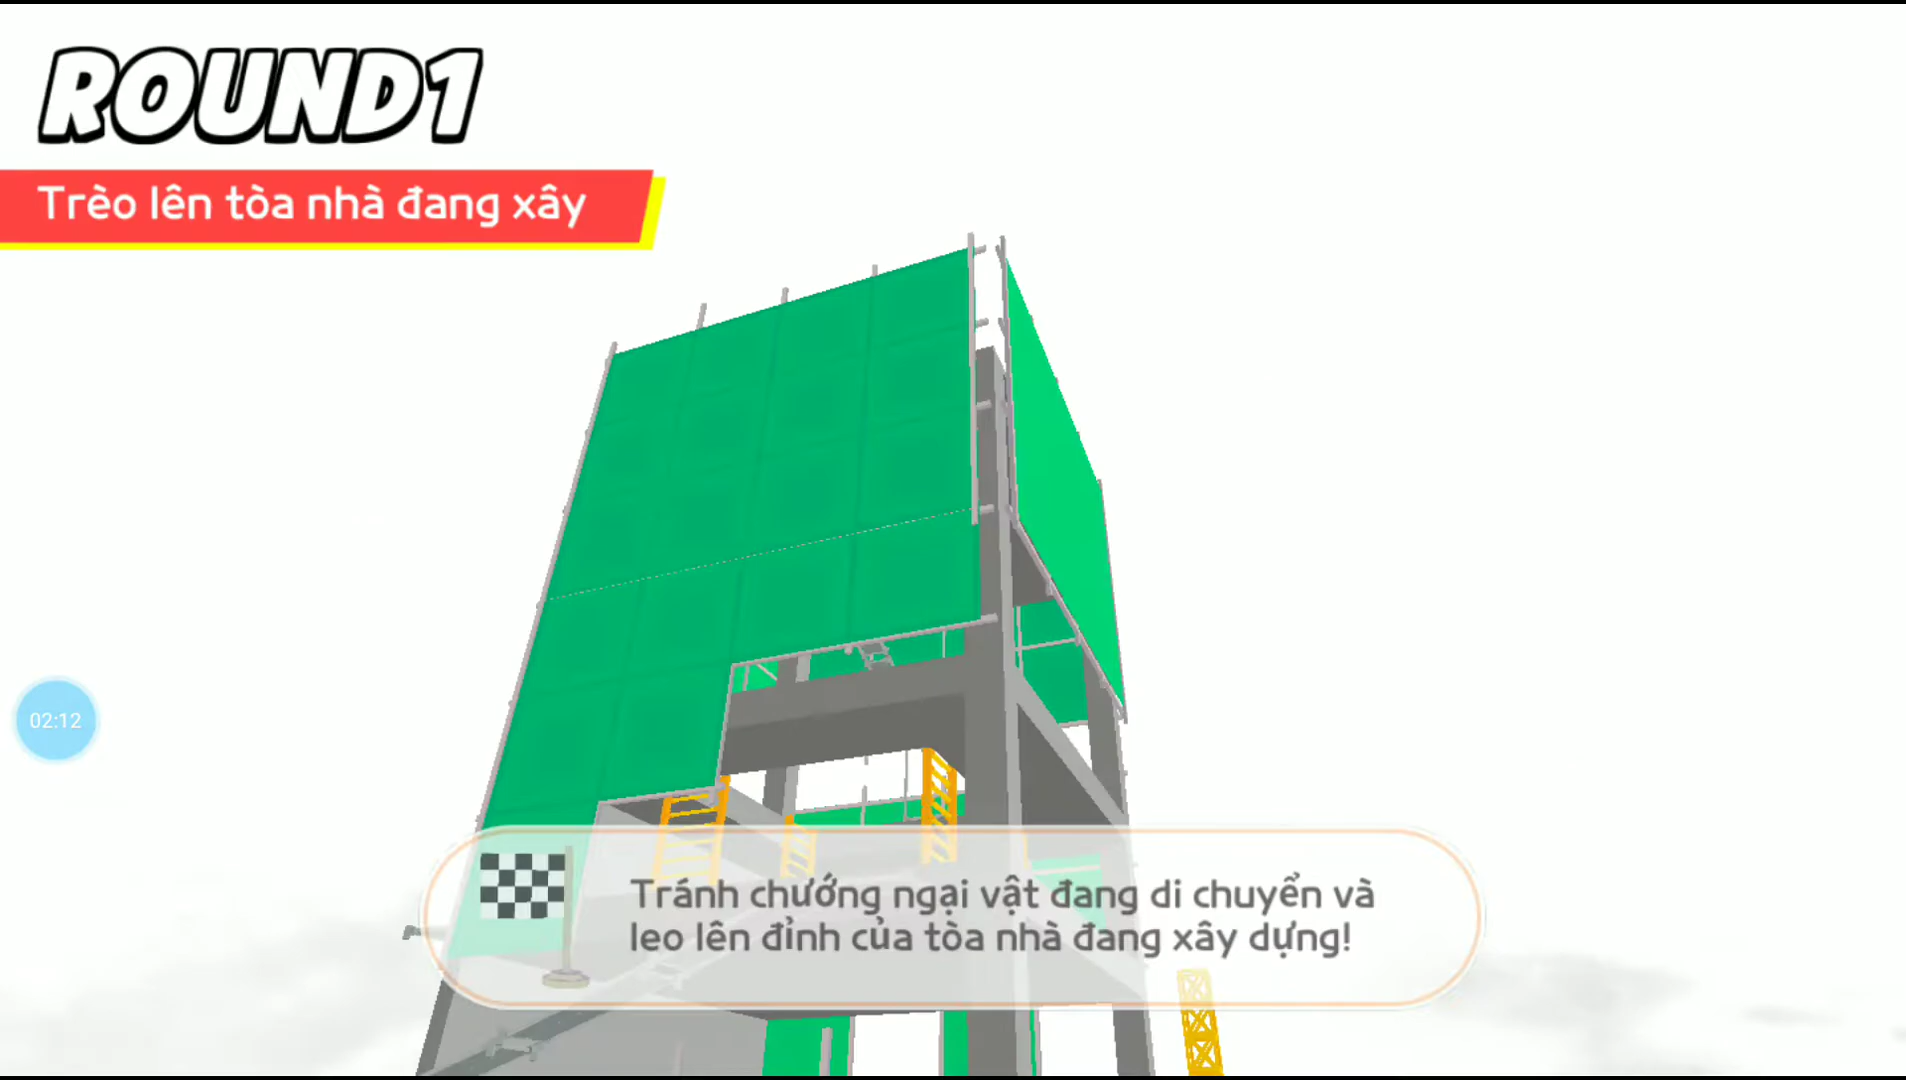 ROUND1
Trèo lên tòa nhà đang xây
02:12
Tránh chướng ngại vật đang di chuyển và
leo lên đỉnh của tòa nhà đang xây dựng!